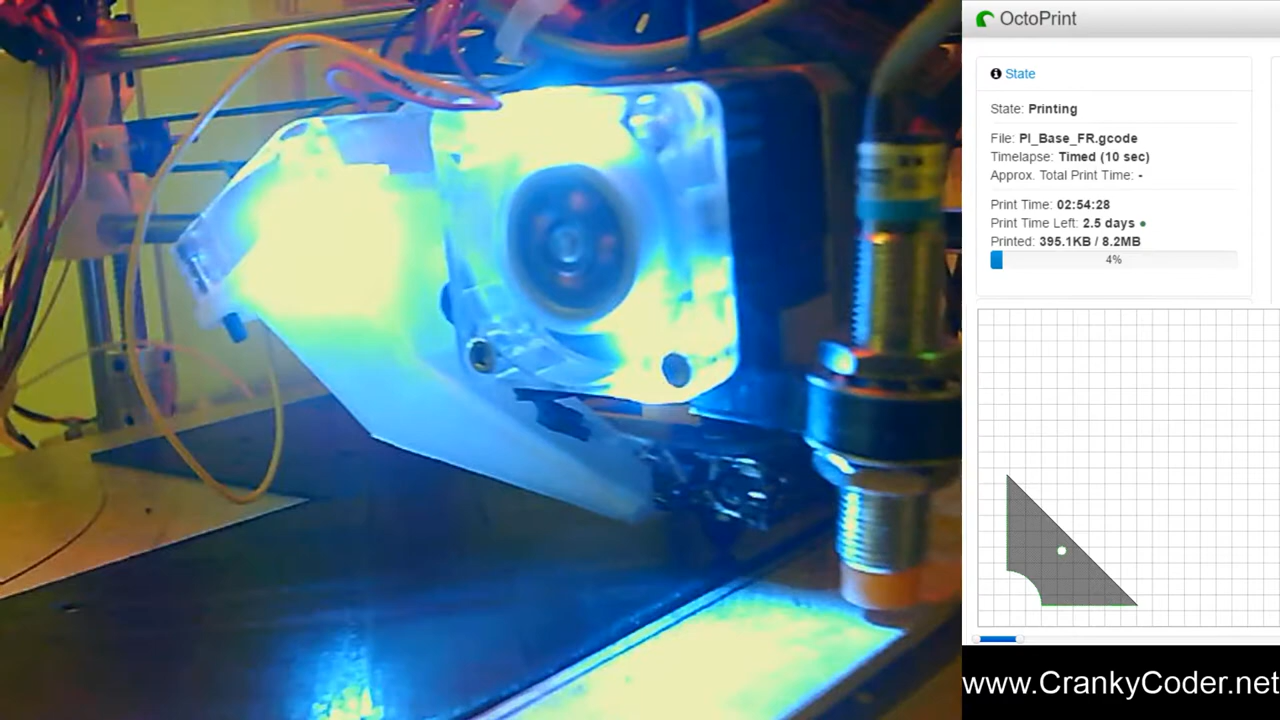 OctoPrint
State
State: Printing
File: PI_Base_FR.gcode
Timelapse: Timed (10 sec)
Approx. Total Print Time: -
Print Time: 02:54:28
Print Time Left: 2.5 days
Printed: 395.1KB / 8.2MB
4%
www.CrankyCoder.net